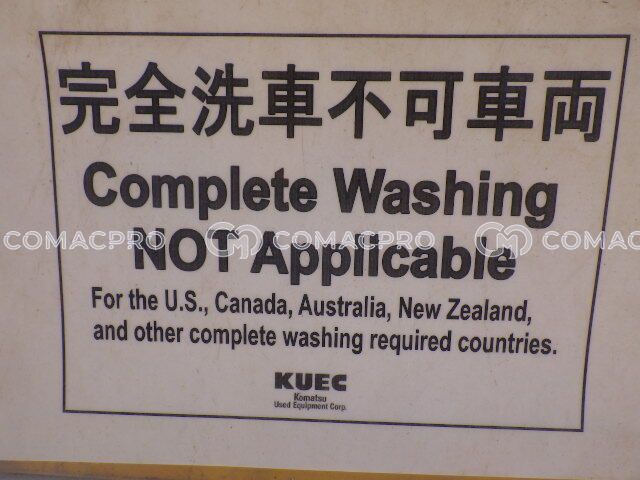 完全洗車不可車両
Complete Washing
COMACPRO COMACPRO COMACPRO
NOT Applicable
For the U.S., Canada, Australia, New Zealand,
and other complete washing required countries.
KUEC
Komatsu
Used Equipment Corp.